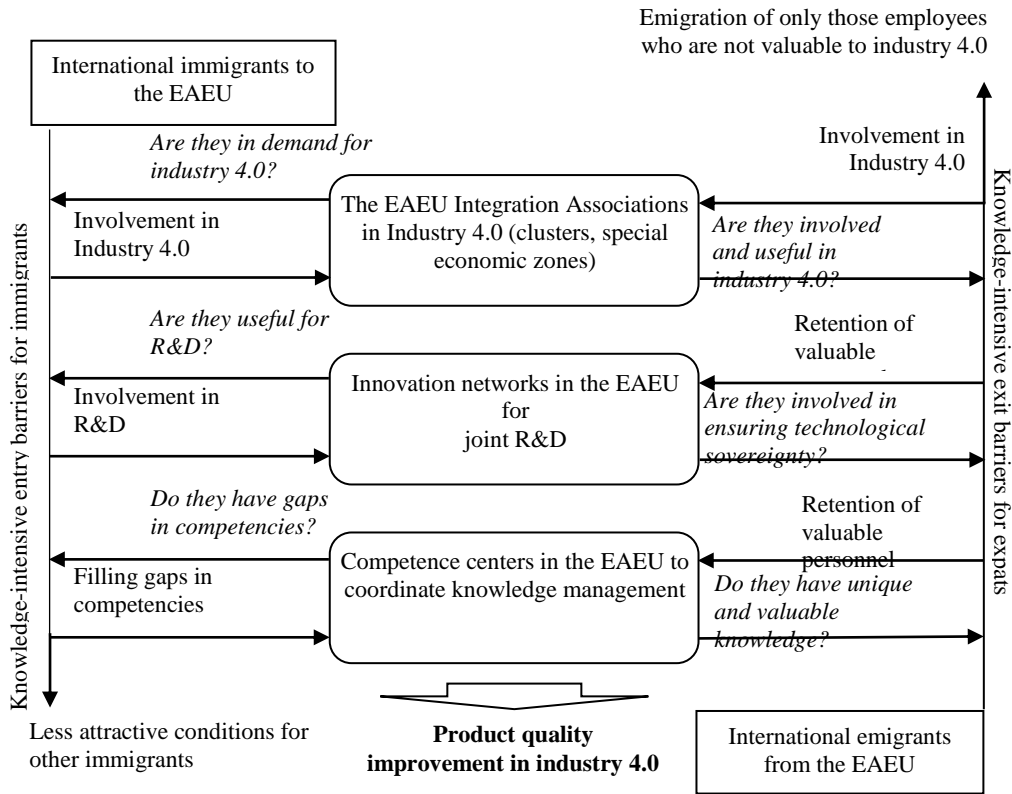 Emigration of only those employees
who are not valuable to industry 4.0
International immigrants to
the EAEU
Are they in demand for
industry 4.0?
Involvement in
Industry 4.0
Involvement in
Industry 4.0
The EAEU Integration Associations
in Industry 4.0 (clusters, special
economic zones)
Are they involved
and useful in
industry 4.0?
Are they useful for
R&D?
Involvement in
R&D
Innovation networks in the EAEU
for
joint R&D
Retention of
valuable
Are they involved in
ensuring technological
sovereignty?
Do they have gaps
in competencies?
Filling gaps in
competencies
Competence centers in the EAEU to
coordinate knowledge management
Retention of
valuable
personnel
Do they have unique
and valuable
knowledge?
Knowledge-intensive entry barriers for immigrants
Knowledge-intensive exit barriers for expats
Less attractive conditions for
other immigrants
Product quality
improvement in industry 4.0
International emigrants
from the EAEU